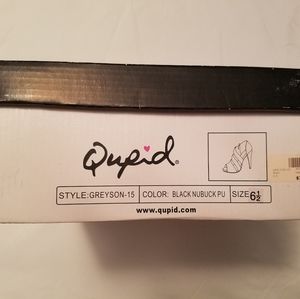 Qupid®
STYLE: GREYSON-15 COLOR: BLACK NUBUCK PU SIZE 6½
www.qupid.com